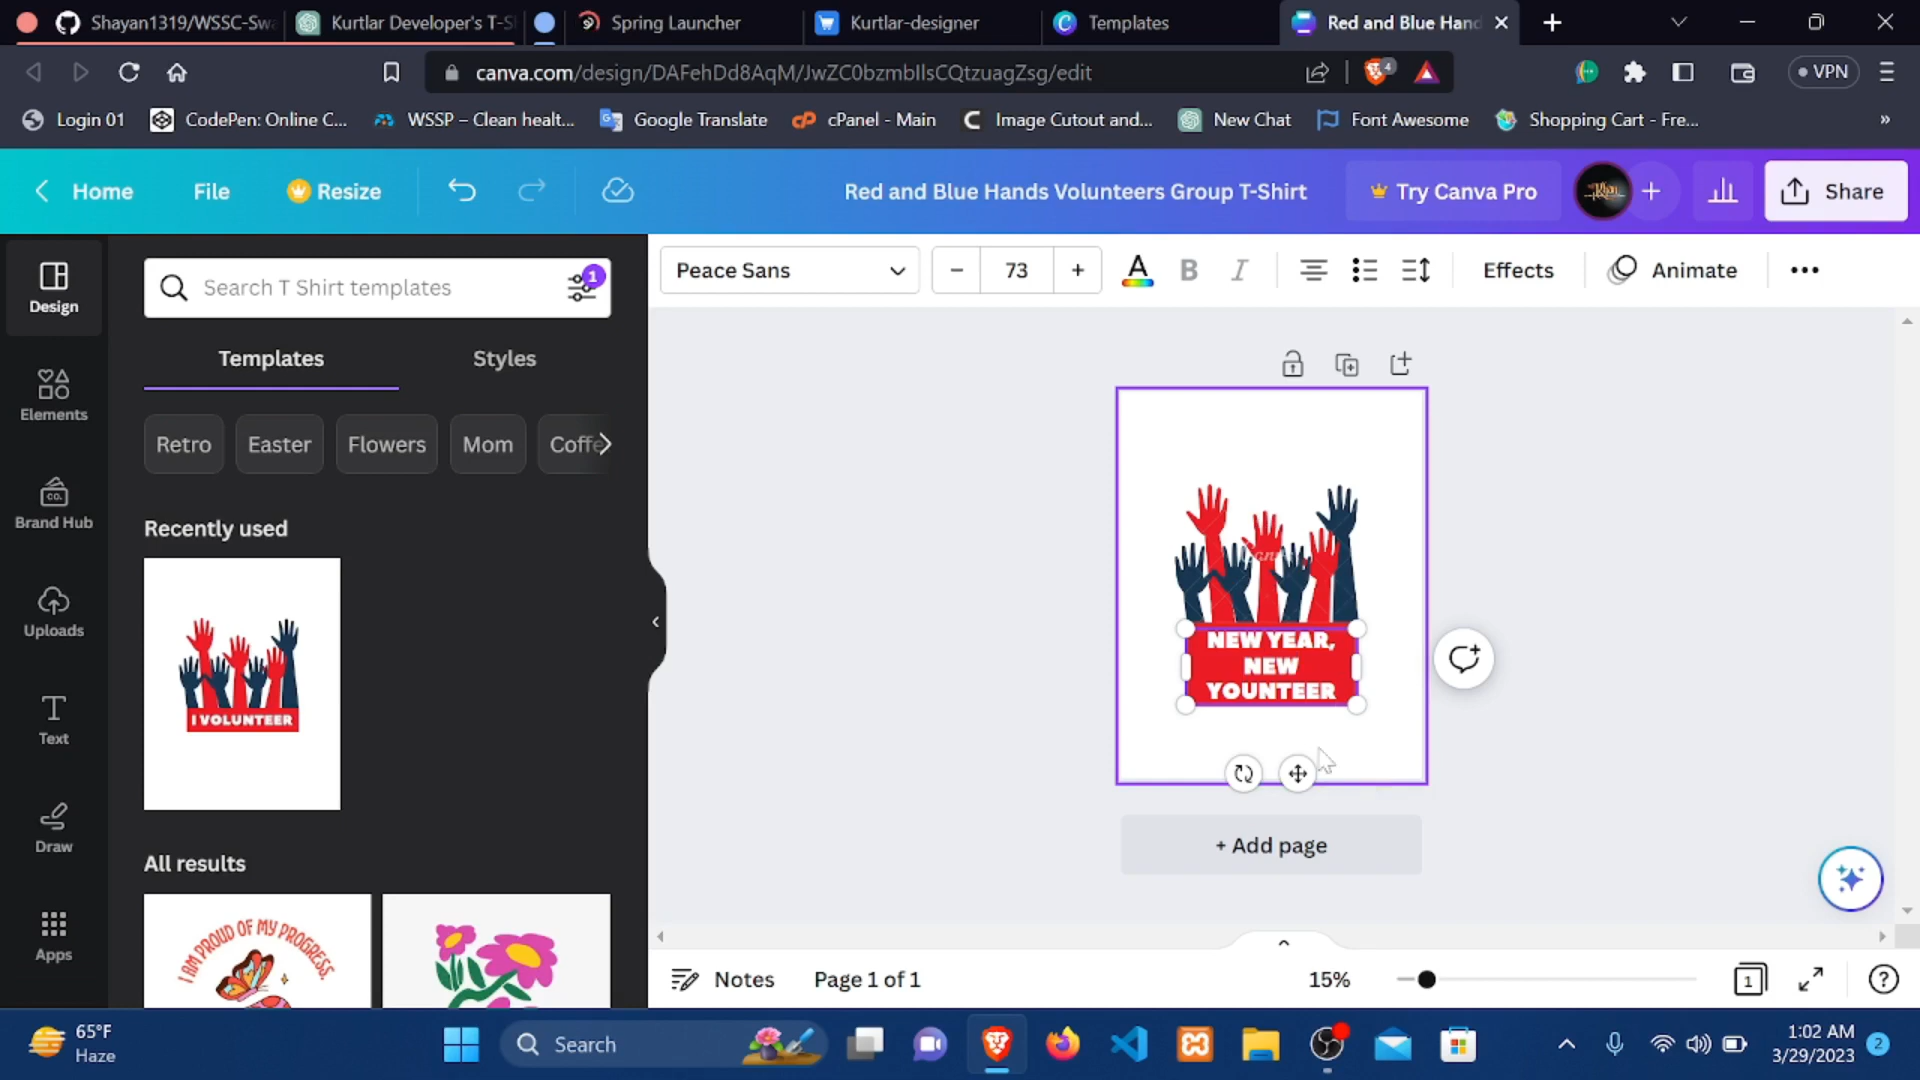 Shayan1319/WSSC-Swa
Kurtlar Developer's T-S
Spring Launcher
Kurtlar-designer
Templates
Red and Blue Hand
canva.com/design/DAFehDd8AqM/JwZC0bzmbIlsCQtzuagZsg/edit
4
VPN
Login 01
CodePen: Online C...
WSSP – Clean healt...
Google Translate
cPanel - Main
Image Cutout and...
New Chat
Font Awesome
Shopping Cart - Fre...
»
Home
File
Resize
Red and Blue Hands Volunteers Group T-Shirt
Try Canva Pro
Share
Design
Elements
CO.
Brand Hub
Uploads
Text
Draw
Apps
Search T Shirt templates
1
Templates
Styles
Retro
Easter
Flowers
Mom
Coffe
Recently used
I VOLUNTEER
All results
I AM PROUD OF MY PROGRESS.
Peace Sans
73
A
B
I
Effects
Animate
NEW YEAR,
NEW
YOUNTEER
+ Add page
Notes
Page 1 of 1
15%
1
65°F
Haze
Search
1:02 AM
3/29/2023
2